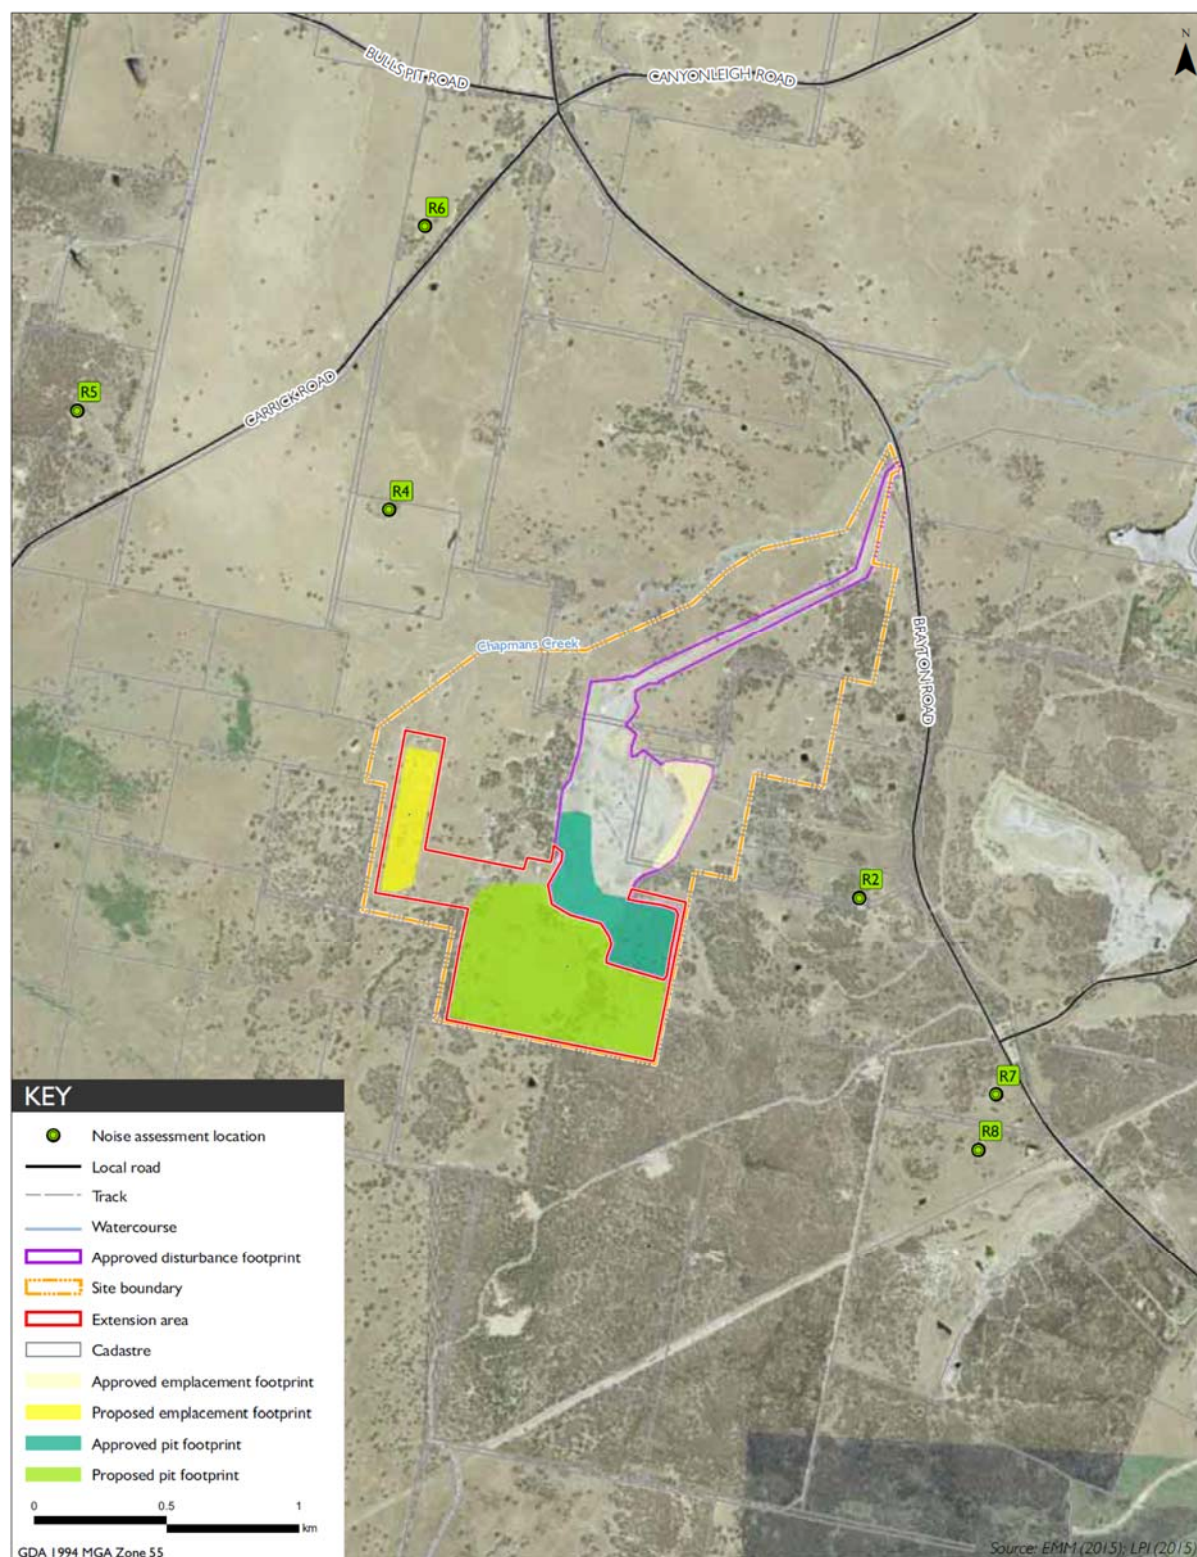 N
BULLS PIT ROAD
CANYONLEIGH ROAD
R6
R5
CARRICK ROAD
R4
Chapmans Creek
BRAYTON ROAD
R2
R7
R8
KEY
Noise assessment location
Local road
Track
Watercourse
Approved disturbance footprint
Site boundary
Extension area
Cadastre
Approved emplacement footprint
Proposed emplacement footprint
Approved pit footprint
Proposed pit footprint
0 0.5 1
km
GDA 1994 MGA Zone 55
Source: EMM (2015); LPI (2015)